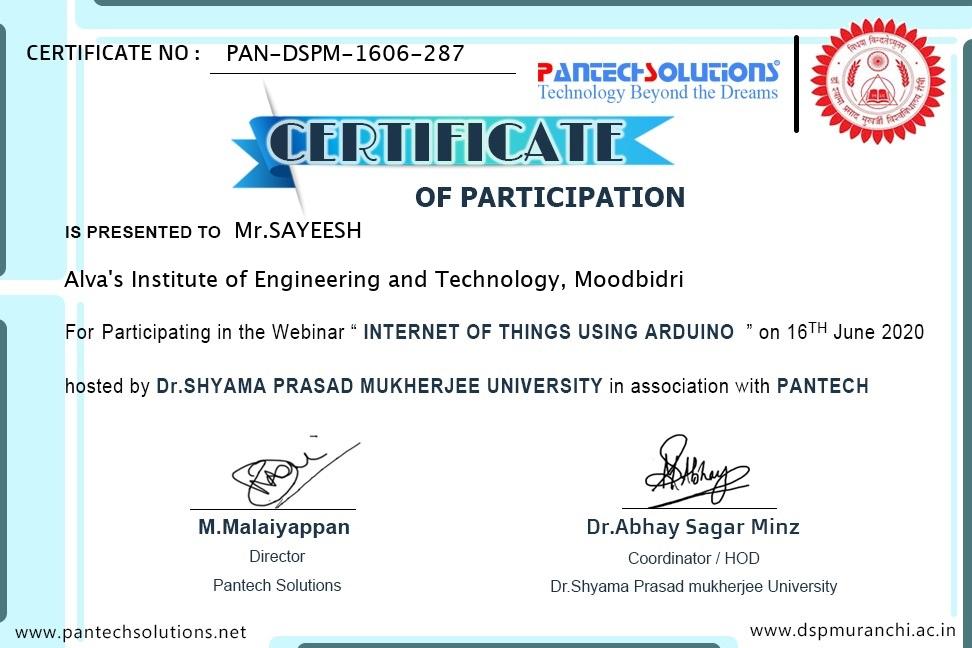 CERTIFICATE NO : PAN-DSPM-1606-287
PANTECH SOLUTIONS®
Technology Beyond the Dreams
CERTIFICATE
OF PARTICIPATION
IS PRESENTED TO Mr.SAYEESH
Alva's Institute of Engineering and Technology, Moodbidri
For Participating in the Webinar “ INTERNET OF THINGS USING ARDUINO ” on 16TH June 2020
hosted by Dr.SHYAMA PRASAD MUKHERJEE UNIVERSITY in association with PANTECH
M.Malaiyappan
Director
Pantech Solutions
Dr.Abhay Sagar Minz
Coordinator / HOD
Dr.Shyama Prasad mukherjee University
www.pantechsolutions.net
www.dspmuranchi.ac.in